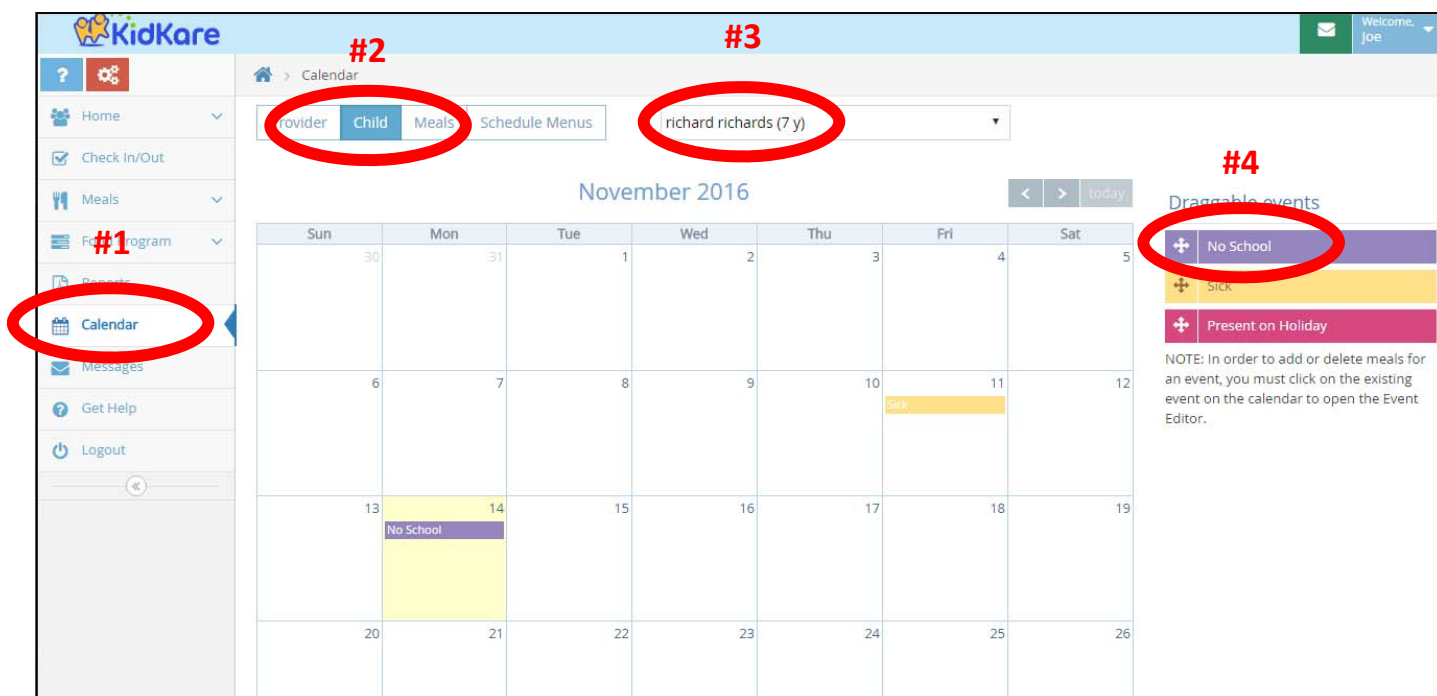 KidKare
Welcome,
Joe
#2
#3
?
Calendar
Home
Provider Child Meals Schedule Menus
richard richards (7 y)
Check In/Out
#4
Meals
November 2016
< > today
Draggable events
#1
Program
Sun Mon Tue Wed Thu Fri Sat
No School
30 31 1 2 3 4 5
Reports
Sick
Calendar
Present on Holiday
Messages
NOTE: In order to add or delete meals for
an event, you must click on the existing
event on the calendar to open the Event
Editor.
6 7 8 9 10 11 12
Sick
Get Help
Logout
13 14 15 16 17 18 19
No School
20 21 22 23 24 25 26